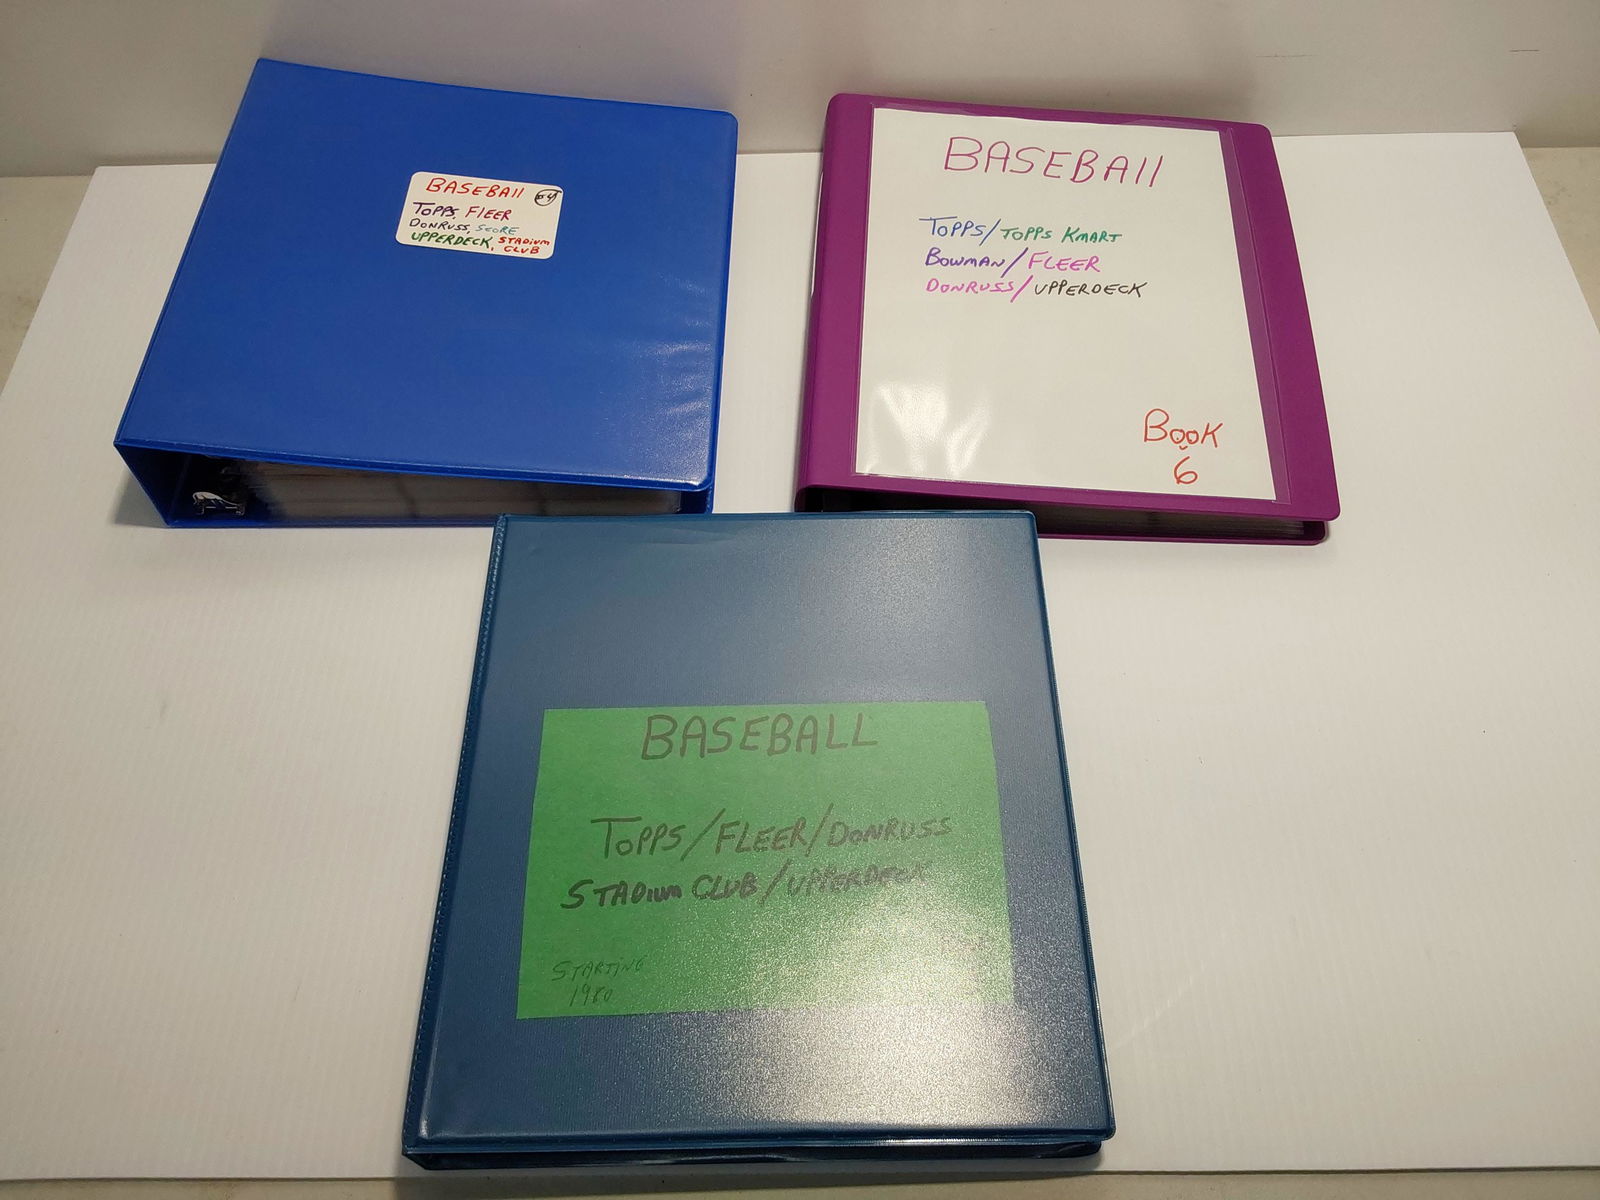 BASEBAll #4
TOPPS, FLEER
DONRUSS, SCORE
UPPERDECK, STADIUM
CLUB
BASEBAll
TOPPS/TOPPS KMART
BOWMAN/FLEER
DONRUSS/UPPERDECK
BOOK
6
BASEBALL
TOPPS/FLEER/DONRUSS
STADIUM CLUB/UPPERDECK
STARTING
1980